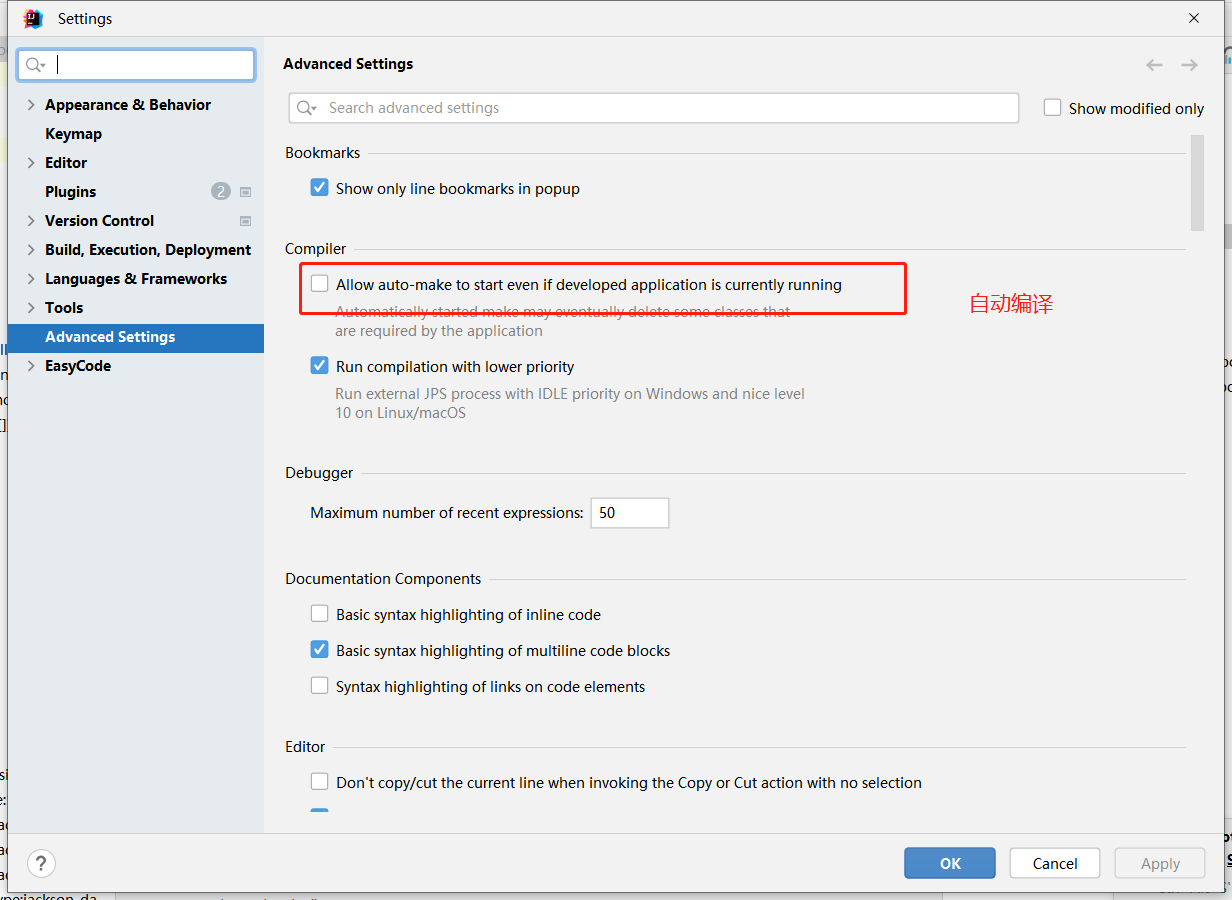 Settings
Appearance & Behavior
Keymap
Editor
Plugins 2
Version Control
Build, Execution, Deployment
Languages & Frameworks
Tools
Advanced Settings
EasyCode
Advanced Settings
Search advanced settings
Show modified only
Bookmarks
Show only line bookmarks in popup
Compiler
Allow auto-make to start even if developed application is currently running
自动编译
Automatically started make may eventually delete some classes that
are required by the application
Run compilation with lower priority
Run external JPS process with IDLE priority on Windows and nice level
10 on Linux/macOS
Debugger
Maximum number of recent expressions: 50
Documentation Components
Basic syntax highlighting of inline code
Basic syntax highlighting of multiline code blocks
Syntax highlighting of links on code elements
Editor
Don't copy/cut the current line when invoking the Copy or Cut action with no selection
?
OK
Cancel
Apply